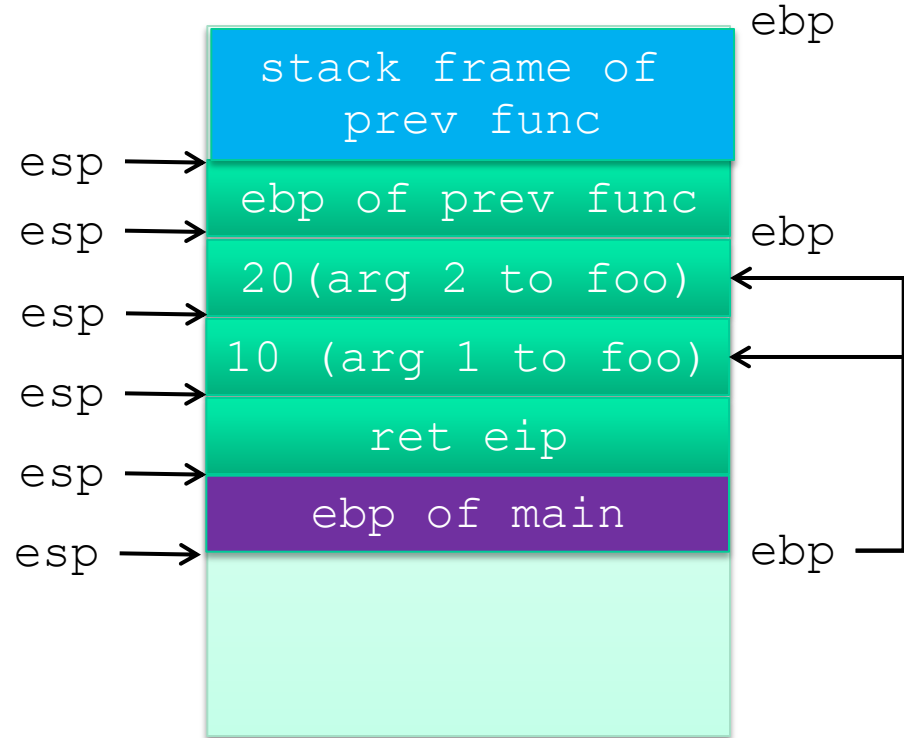 ebp
stack frame of
prev func
esp
ebp of prev func
esp
ebp
20(arg 2 to foo)
esp
10 (arg 1 to foo)
esp
ret eip
esp
ebp of main
esp
ebp